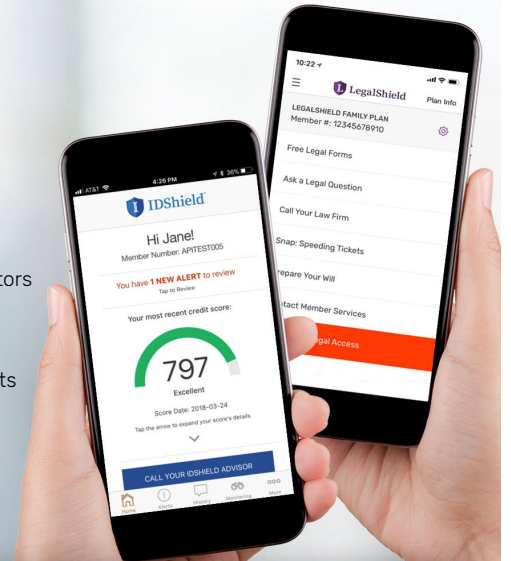 10:22
LegalShield
Plan Info
LEGALSHIELD FAMILY PLAN
Member #: 12345678910
Free Legal Forms
Ask a Legal Question
Call Your Law Firm
Snap: Speeding Tickets
repare Your Will
tact Member Services
gal Access
AT&T
4:26 PM
36%
IDShield
Hi Jane!
Member Number: APITEST005
You have 1 NEW ALERT to review
Tap to Review
Your most recent credit score:
797
Excellent
Score Date: 2018-03-24
Tap the arrow to expand your score's details
CALL YOUR IDSHIELD ADVISOR
Home
Alerts
History
Monitoring
More
tors
ts